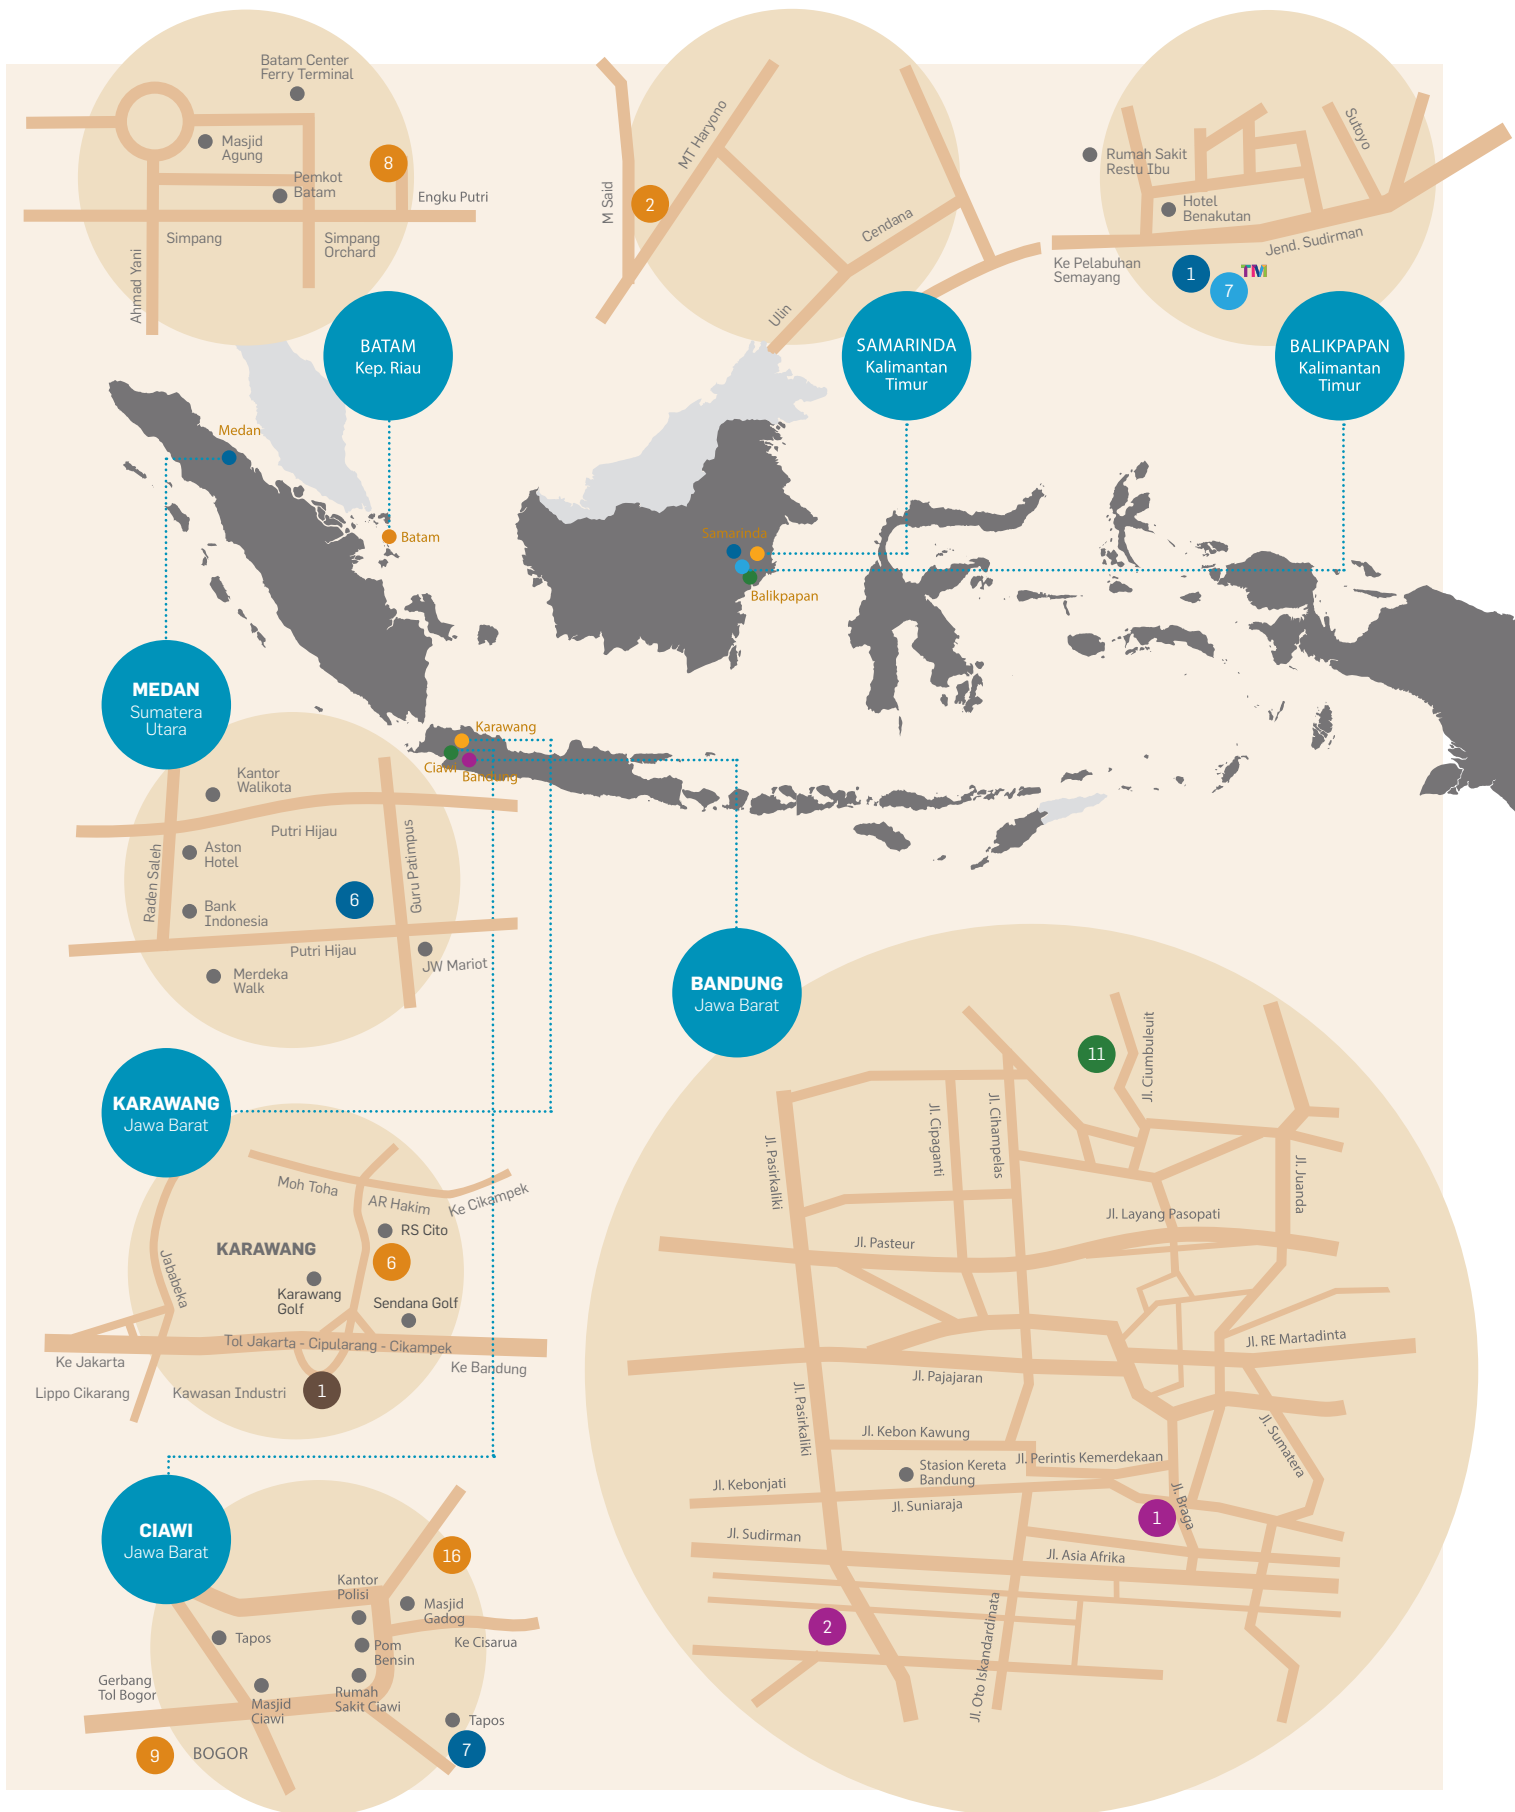 Batam Center
Ferry Terminal
Masjid
Agung
8
Pemkot
Batam
Engku Putri
Simpang
Simpang
Orchard
Ahmad Yani
BATAM
Kep. Riau
M Said
MT Haryono
2
Cendana
Ulin
SAMARINDA
Kalimantan
Timur
Sutoyo
Rumah Sakit
Restu Ibu
Hotel
Benakutan
Jend. Sudirman
Ke Pelabuhan
Semayang
1
7
TM
BALIKPAPAN
Kalimantan
Timur
Medan
Batam
Samarinda
Balikpapan
Karawang
Ciawi
Bandung
MEDAN
Sumatera
Utara
Kantor
Walikota
Putri Hijau
Aston
Hotel
Raden Saleh
Guru Patimpus
6
Bank
Indonesia
Putri Hijau
JW Mariot
Merdeka
Walk
KARAWANG
Jawa Barat
Moh Toha
AR Hakim
Ke Cikampek
RS Cito
KARAWANG
6
Jababeka
Karawang
Golf
Sendana Golf
Tol Jakarta - Cipularang - Cikampek
Ke Jakarta
Ke Bandung
Lippo Cikarang
Kawasan Industri
1
CIAWI
Jawa Barat
16
Kantor
Polisi
Masjid
Gadog
Tapos
Ke Cisarua
Pom
Bensin
Gerbang
Tol Bogor
Rumah
Sakit Ciawi
Masjid
Ciawi
Tapos
7
9
BOGOR
BANDUNG
Jawa Barat
11
Jl. Ciumbuleuit
Jl. Cipaganti
Jl. Cihampelas
Jl. Pasirkaliki
Jl. Juanda
Jl. Layang Pasopati
Jl. Pasteur
Jl. RE Martadinta
Jl. Pajajaran
Jl. Pasirkaliki
Jl. Kebon Kawung
Jl. Sumatera
Jl. Perintis Kemerdekaan
Stasion Kereta
Bandung
Jl. Kebonjati
Jl. Suniaraja
Jl. Braga
1
Jl. Sudirman
Jl. Asia Afrika
2
Jl. Oto Iskandardinata